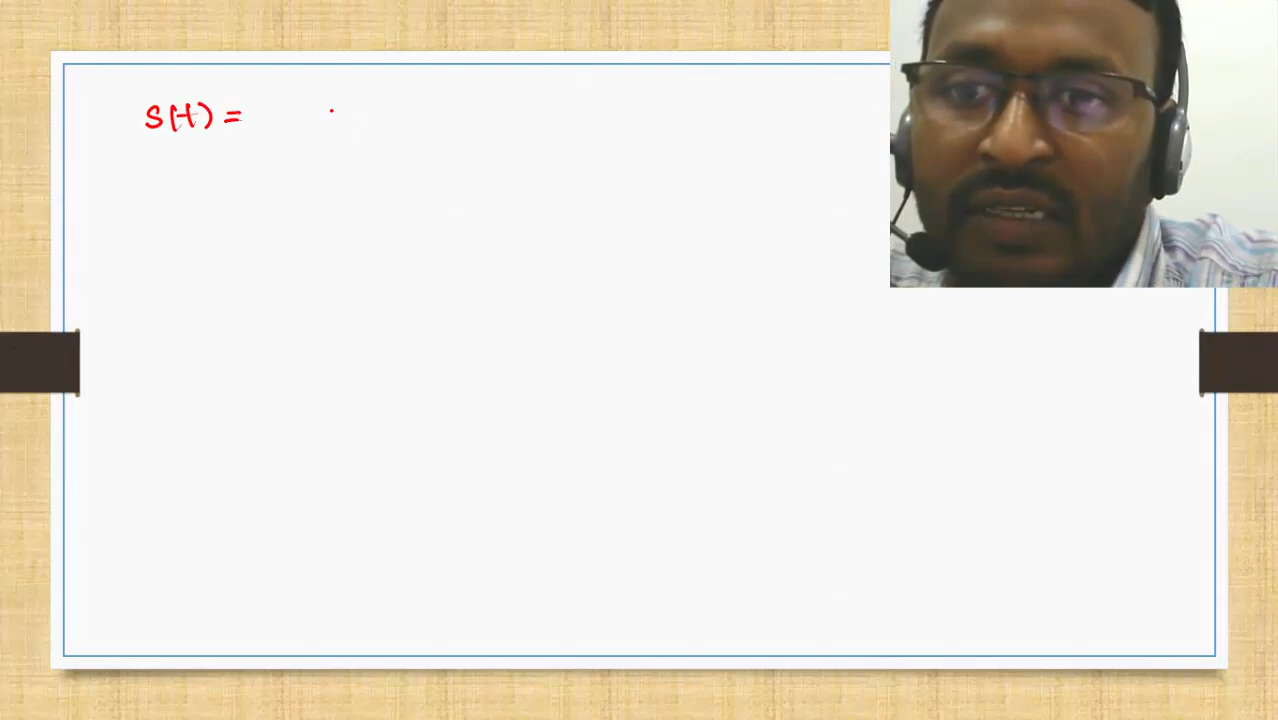 S(t) =